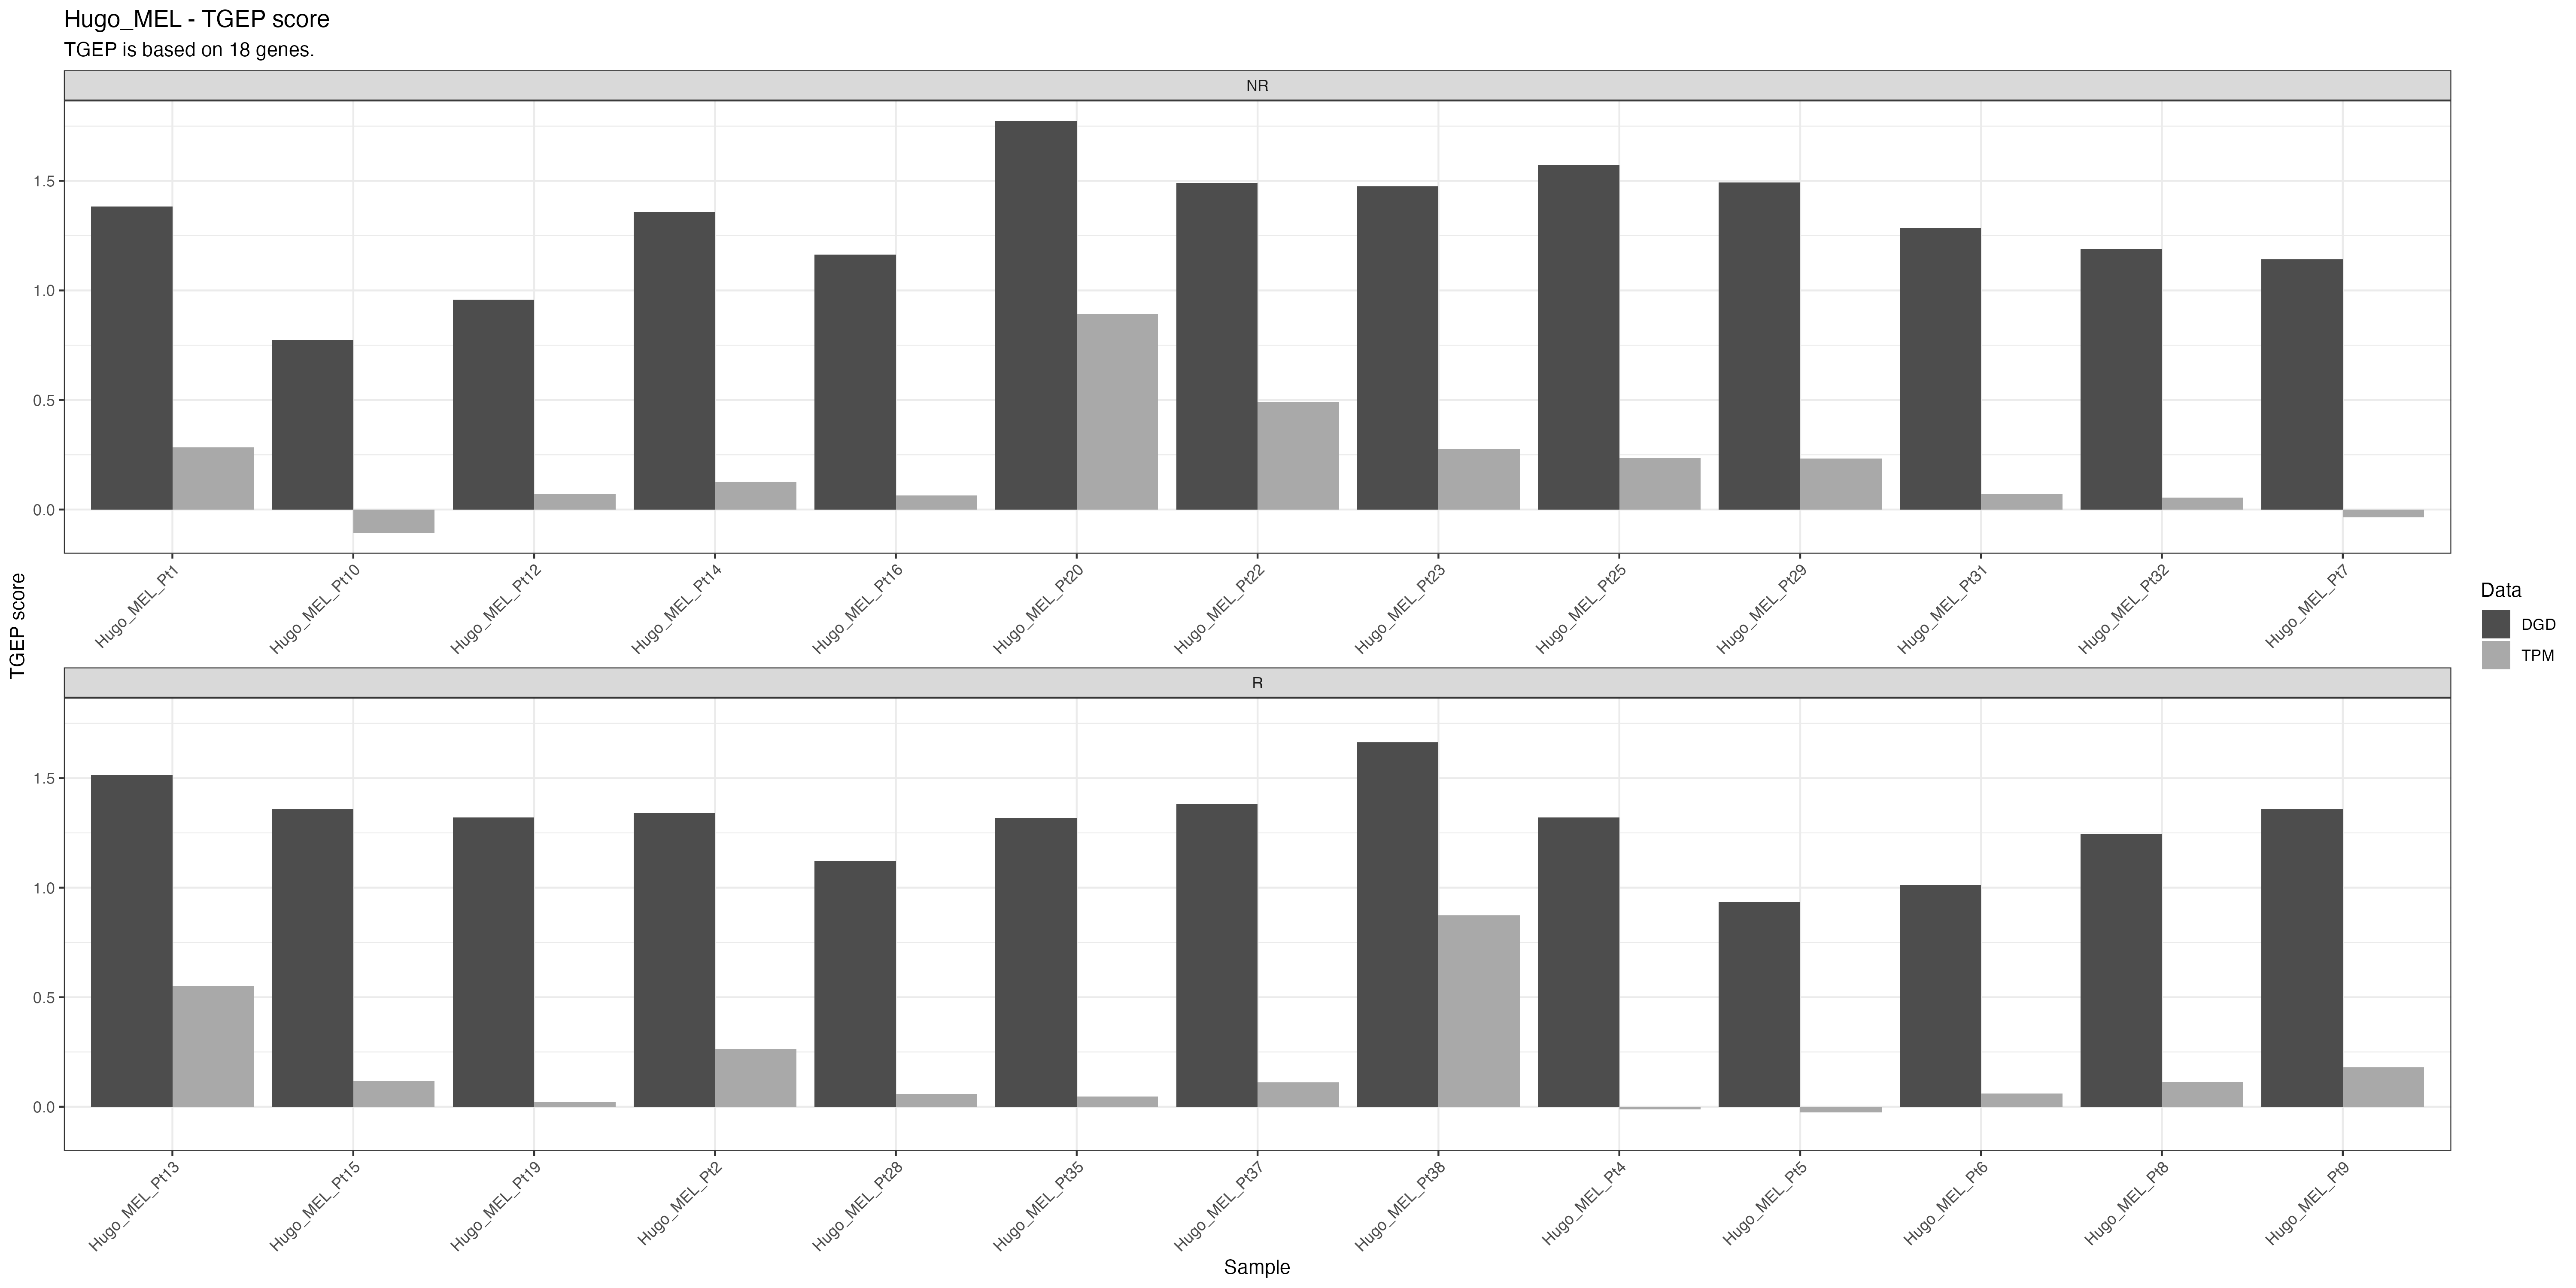 Hugo_MEL - TGEP score
TGEP is based on 18 genes.
NR
1.5
1.0
0.5
0.0
Hugo_MEL_Pt1
Hugo_MEL_Pt10
Hugo_MEL_Pt12
Hugo_MEL_Pt14
Hugo_MEL_Pt16
Hugo_MEL_Pt20
Hugo_MEL_Pt22
Hugo_MEL_Pt23
Hugo_MEL_Pt25
Hugo_MEL_Pt29
Hugo_MEL_Pt31
Hugo_MEL_Pt32
Hugo_MEL_Pt7
TGEP score
R
1.5
1.0
0.5
0.0
Hugo_MEL_Pt13
Hugo_MEL_Pt15
Hugo_MEL_Pt19
Hugo_MEL_Pt2
Hugo_MEL_Pt28
Hugo_MEL_Pt35
Hugo_MEL_Pt37
Hugo_MEL_Pt38
Hugo_MEL_Pt4
Hugo_MEL_Pt5
Hugo_MEL_Pt6
Hugo_MEL_Pt8
Hugo_MEL_Pt9
Sample
Data
DGD
TPM